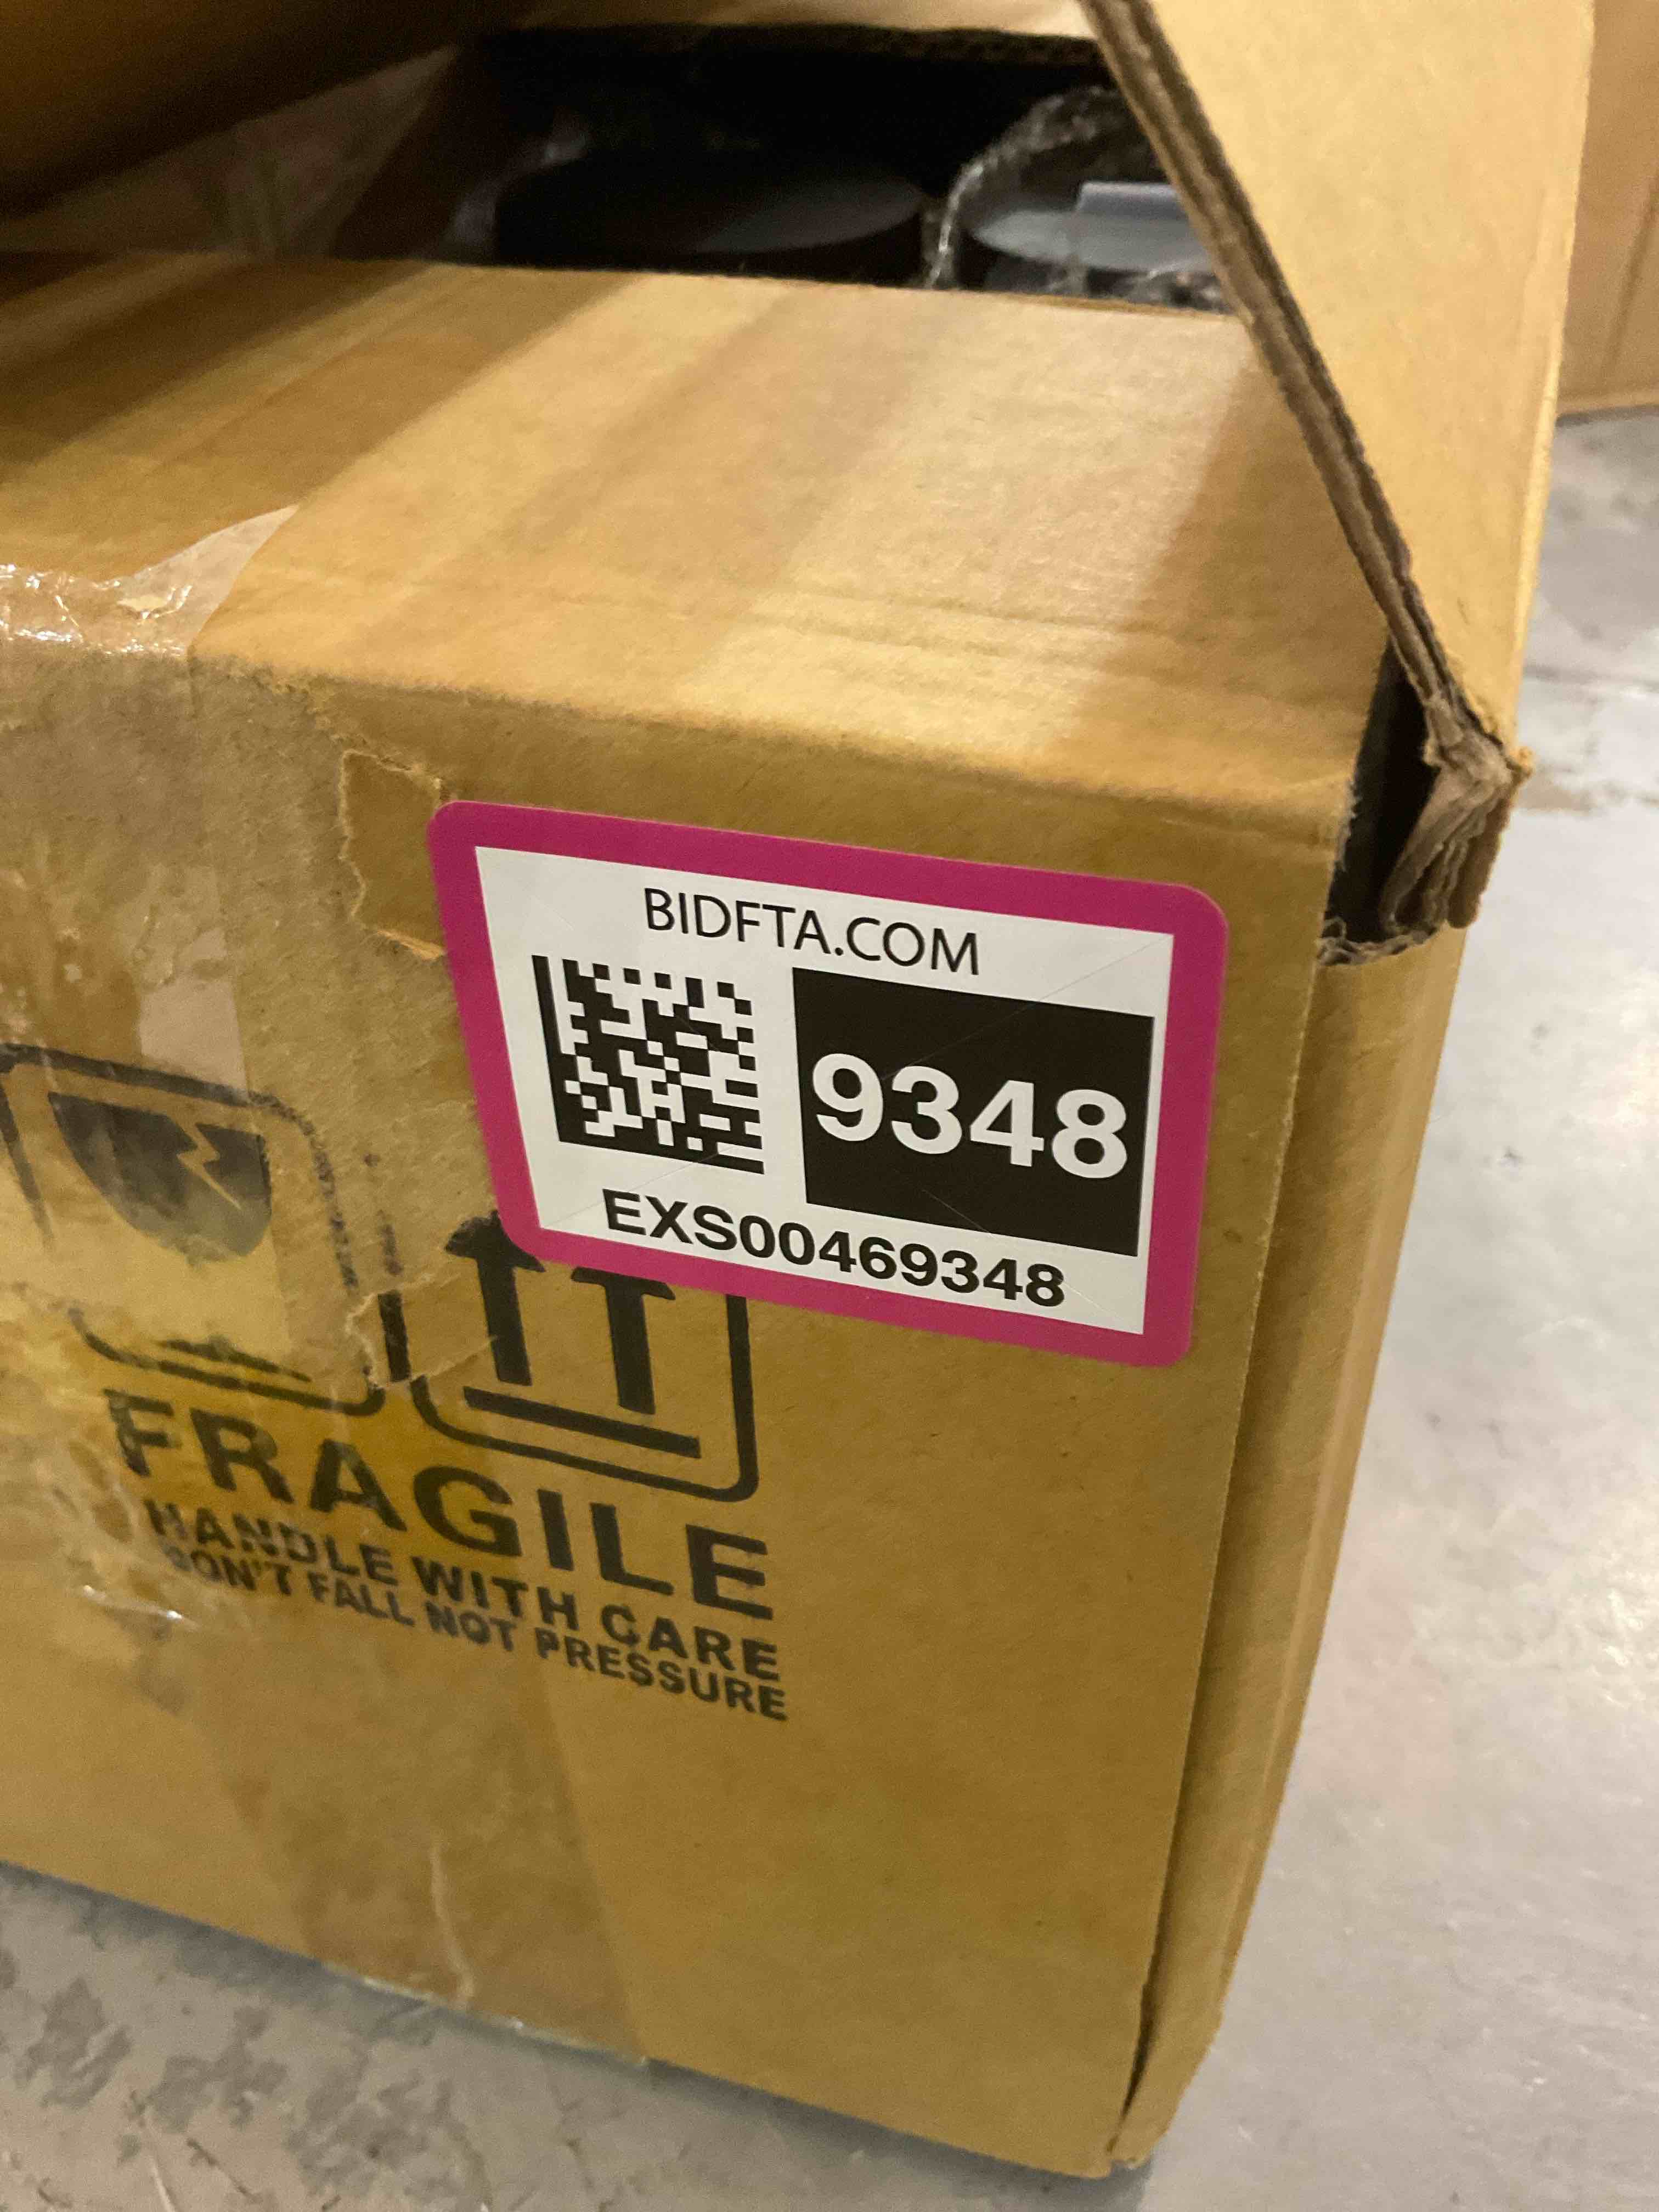 BIDFTA.COM
9348
EXS00469348
FRAGILE
HANDLE WITH CARE
DON'T FALL NOT PRESSURE